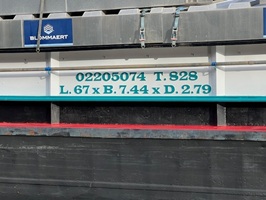 BLOMMAERT
02205074 T. 828
L. 67 x B. 7.44 x D. 2.79